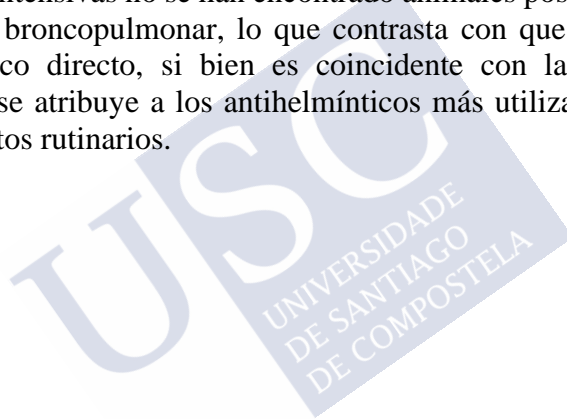 intensivas no se han encontrado animales pos
broncopulmonar, lo que contrasta con que
co directo, si bien es coincidente con la
se atribuye a los antihelmínticos más utiliza
tos rutinarios.
USC
UNIVERSIDADE
DE SANTIAGO
DE COMPOSTELA